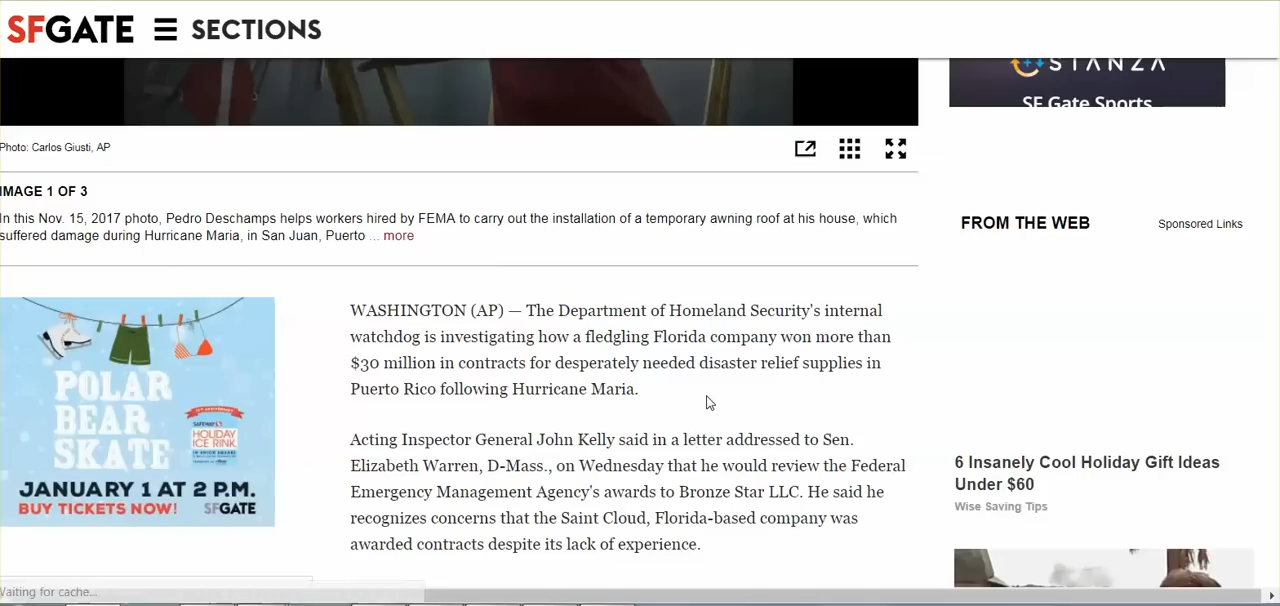 SFGATE SECTIONS
STANZA
SF Gate Sports
Photo: Carlos Giusti, AP
IMAGE 1 OF 3
In this Nov. 15, 2017 photo, Pedro Deschamps helps workers hired by FEMA to carry out the installation of a temporary awning roof at his house, which
suffered damage during Hurricane Maria, in San Juan, Puerto ... more
FROM THE WEB
Sponsored Links
POLAR
BEAR
SKATE
SAFEWAY
HOLIDAY
ICE RINK
JANUARY 1 AT 2 P.M.
BUY TICKETS NOW! SFGATE
WASHINGTON (AP) — The Department of Homeland Security's internal
watchdog is investigating how a fledgling Florida company won more than
$30 million in contracts for desperately needed disaster relief supplies in
Puerto Rico following Hurricane Maria.
Acting Inspector General John Kelly said in a letter addressed to Sen.
Elizabeth Warren, D-Mass., on Wednesday that he would review the Federal
Emergency Management Agency's awards to Bronze Star LLC. He said he
recognizes concerns that the Saint Cloud, Florida-based company was
awarded contracts despite its lack of experience.
6 Insanely Cool Holiday Gift Ideas
Under $60
Wise Saving Tips
Waiting for cache...